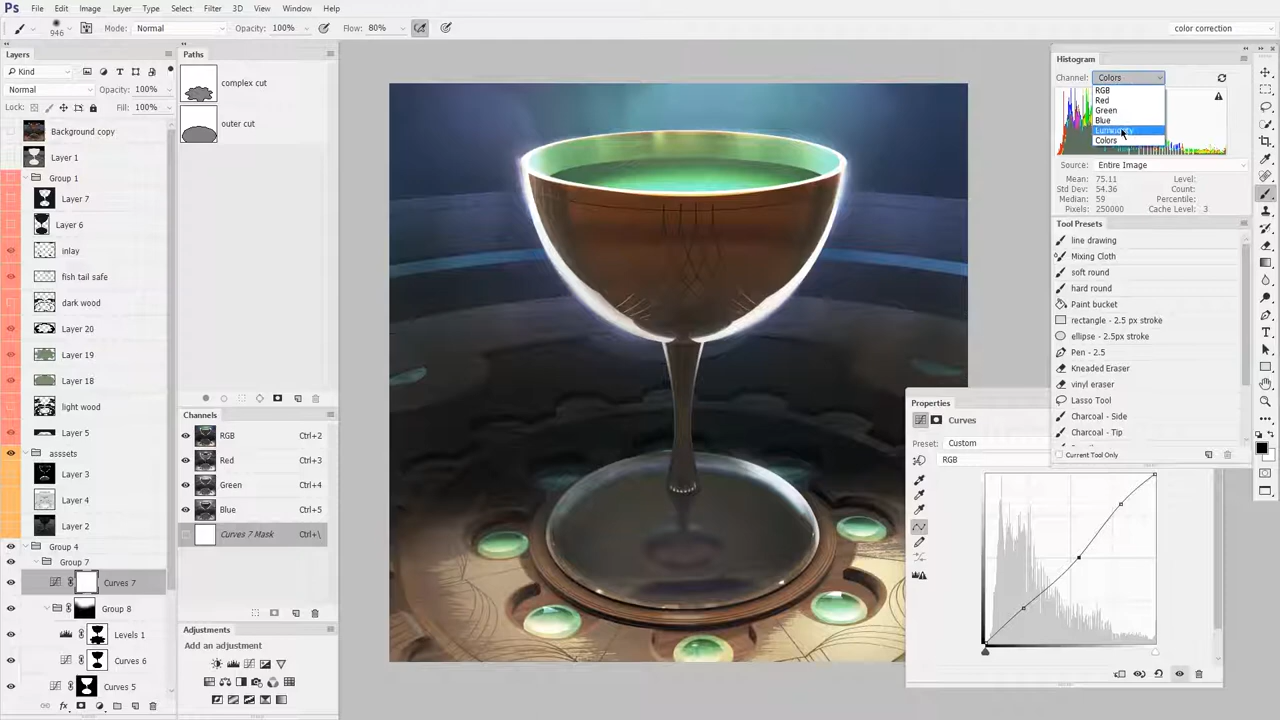 Ps File Edit Image Layer Type Select Filter 3D View Window Help
946 Mode: Normal Opacity: 100% Flow: 80% color correction
Layers
Kind
Normal Opacity: 100%
Lock: Fill: 100%
Background copy
Layer 1
Group 1
Layer 7
Layer 6
inlay
fish tail safe
dark wood
Layer 20
Layer 19
Layer 18
light wood
Layer 5
asssets
Layer 3
Layer 4
Layer 2
Group 4
Group 7
Curves 7
Group 8
Levels 1
Curves 6
Curves 5
fx
Paths
complex cut
outer cut
Channels
RGB Ctrl+2
Red Ctrl+3
Green Ctrl+4
Blue Ctrl+5
Curves 7 Mask Ctrl+\
Adjustments
Add an adjustment
Histogram
Channel: Colors
RGB
Red
Green
Blue
Luminosity
Colors
Source: Entire Image
Mean: 75.11 Level:
Std Dev: 54.36 Count:
Median: 59 Percentile:
Pixels: 250000 Cache Level: 3
Tool Presets
line drawing
Mixing Cloth
soft round
hard round
Paint bucket
rectangle - 2.5 px stroke
ellipse - 2.5px stroke
Pen - 2.5
Kneaded Eraser
vinyl eraser
Lasso Tool
Charcoal - Side
Charcoal - Tip
Current Tool Only
Properties
Curves
Preset: Custom
RGB